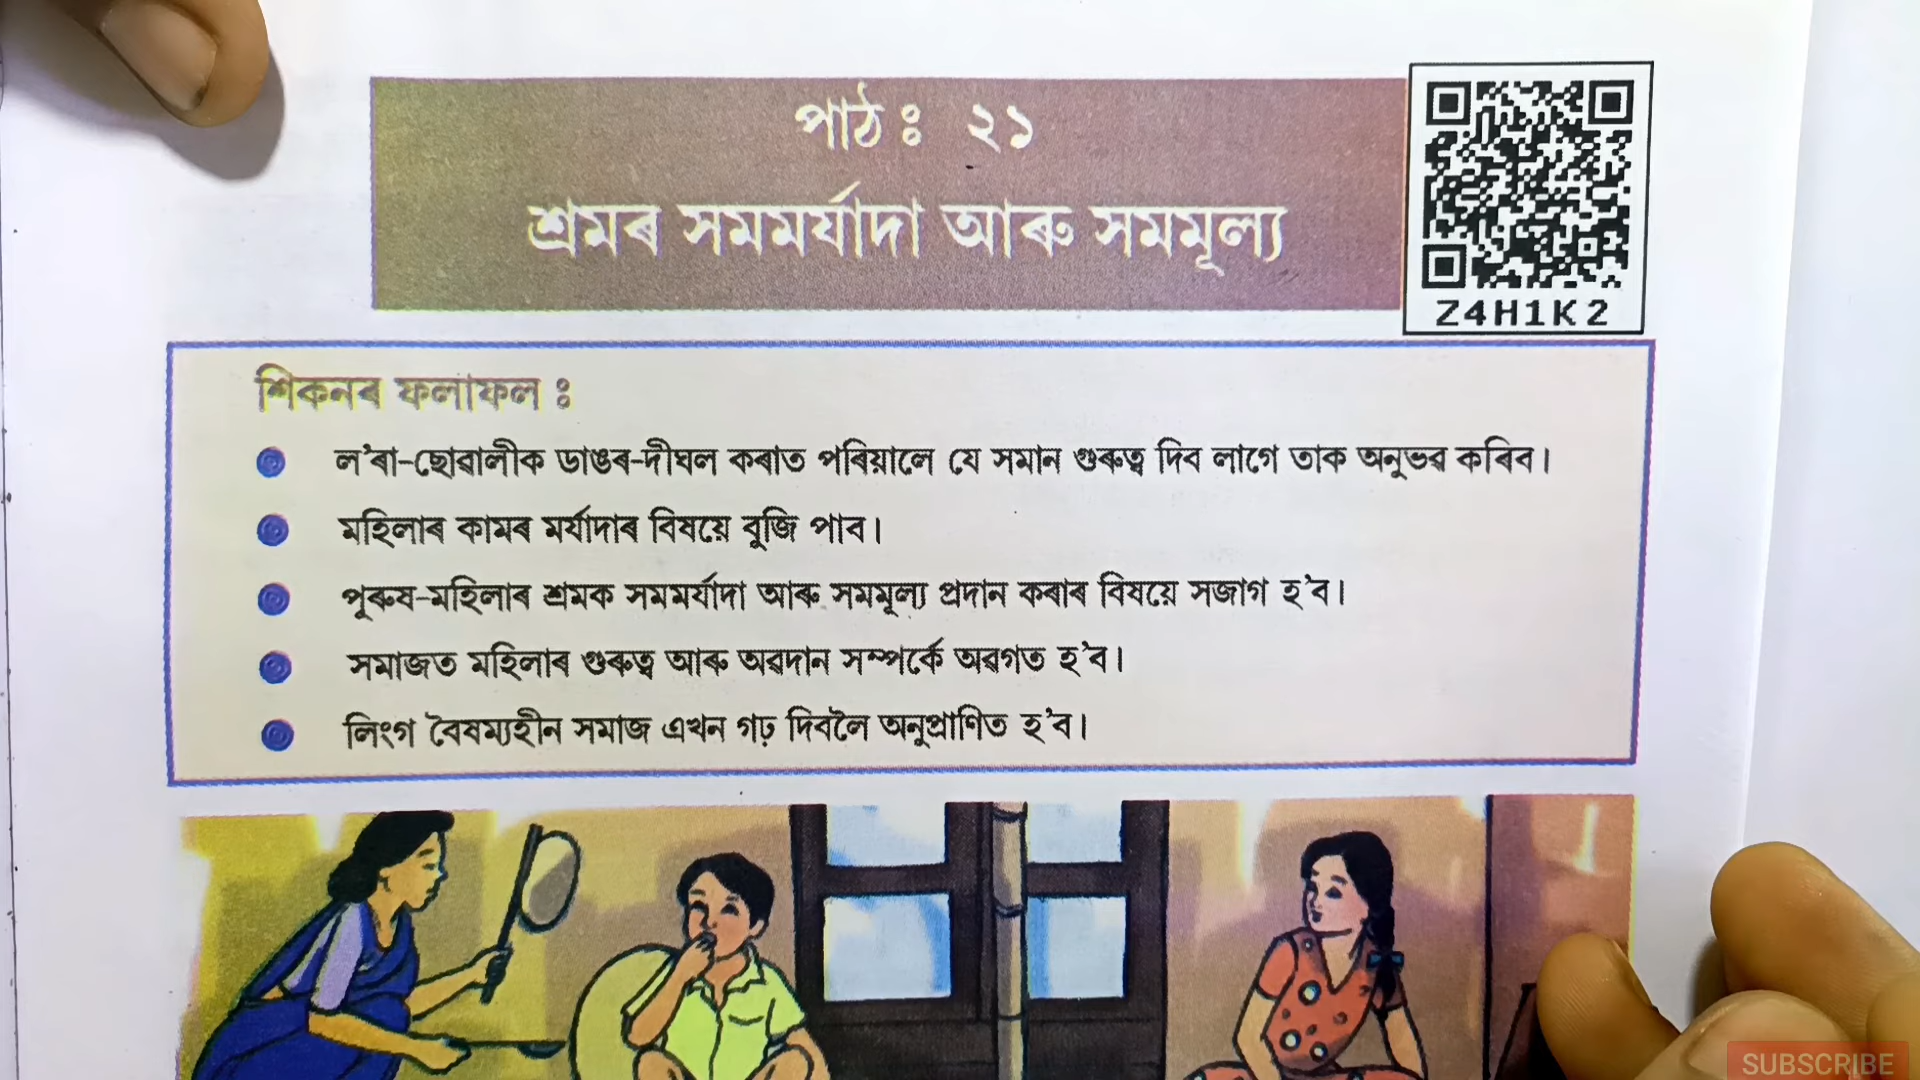 পাঠ ঃ ২১
শ্ৰমৰ সমমৰ্যাদা আৰু সমমূল্য
Z4H1K2
শিকনৰ ফলাফল ঃ
ল'ৰা-ছোৱালীক ডাঙৰ-দীঘল কৰাত পৰিয়ালে যে সমান গুৰুত্ব দিব লাগে তাক অনুভৱ কৰিব।
মহিলাৰ কামৰ মৰ্যাদাৰ বিষয়ে বুজি পাব।
পুৰুষ-মহিলাৰ শ্ৰমক সমমৰ্যাদা আৰু সমমূল্য প্ৰদান কৰাৰ বিষয়ে সজাগ হ'ব।
সমাজত মহিলাৰ গুৰুত্ব আৰু অৱদান সম্পৰ্কে অৱগত হ'ব।
লিংগ বৈষম্যহীন সমাজ এখন গঢ় দিবলৈ অনুপ্ৰাণিত হ'ব।
SUBSCRIBE